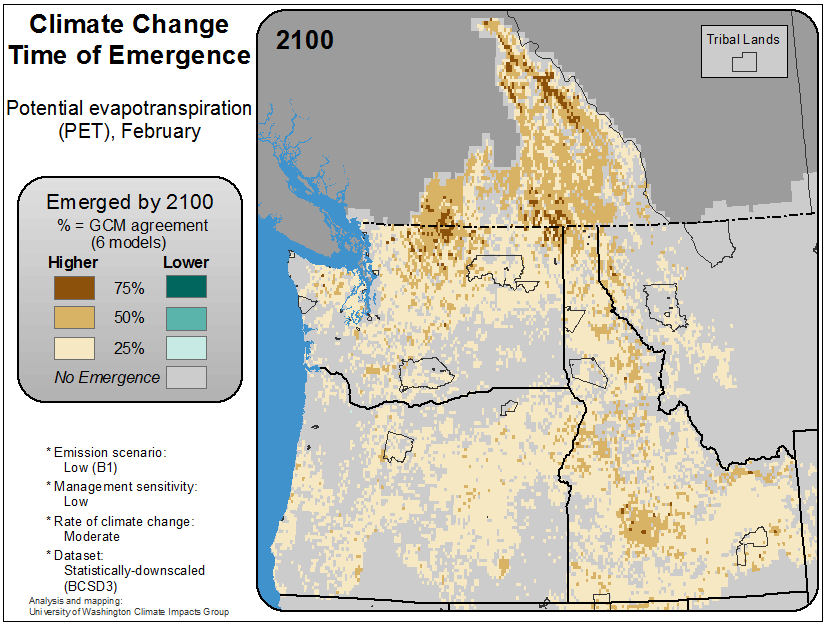 Climate Change
Time of Emergence
Potential evapotranspiration
(PET), February
Emerged by 2100
% = GCM agreement
(6 models)
Higher Lower
75%
50%
25%
No Emergence
* Emission scenario:
Low (B1)
* Management sensitivity:
Low
* Rate of climate change:
Moderate
* Dataset:
Statistically-downscaled
(BCSD3)
Analysis and mapping:
University of Washington Climate Impacts Group
2100
Tribal Lands